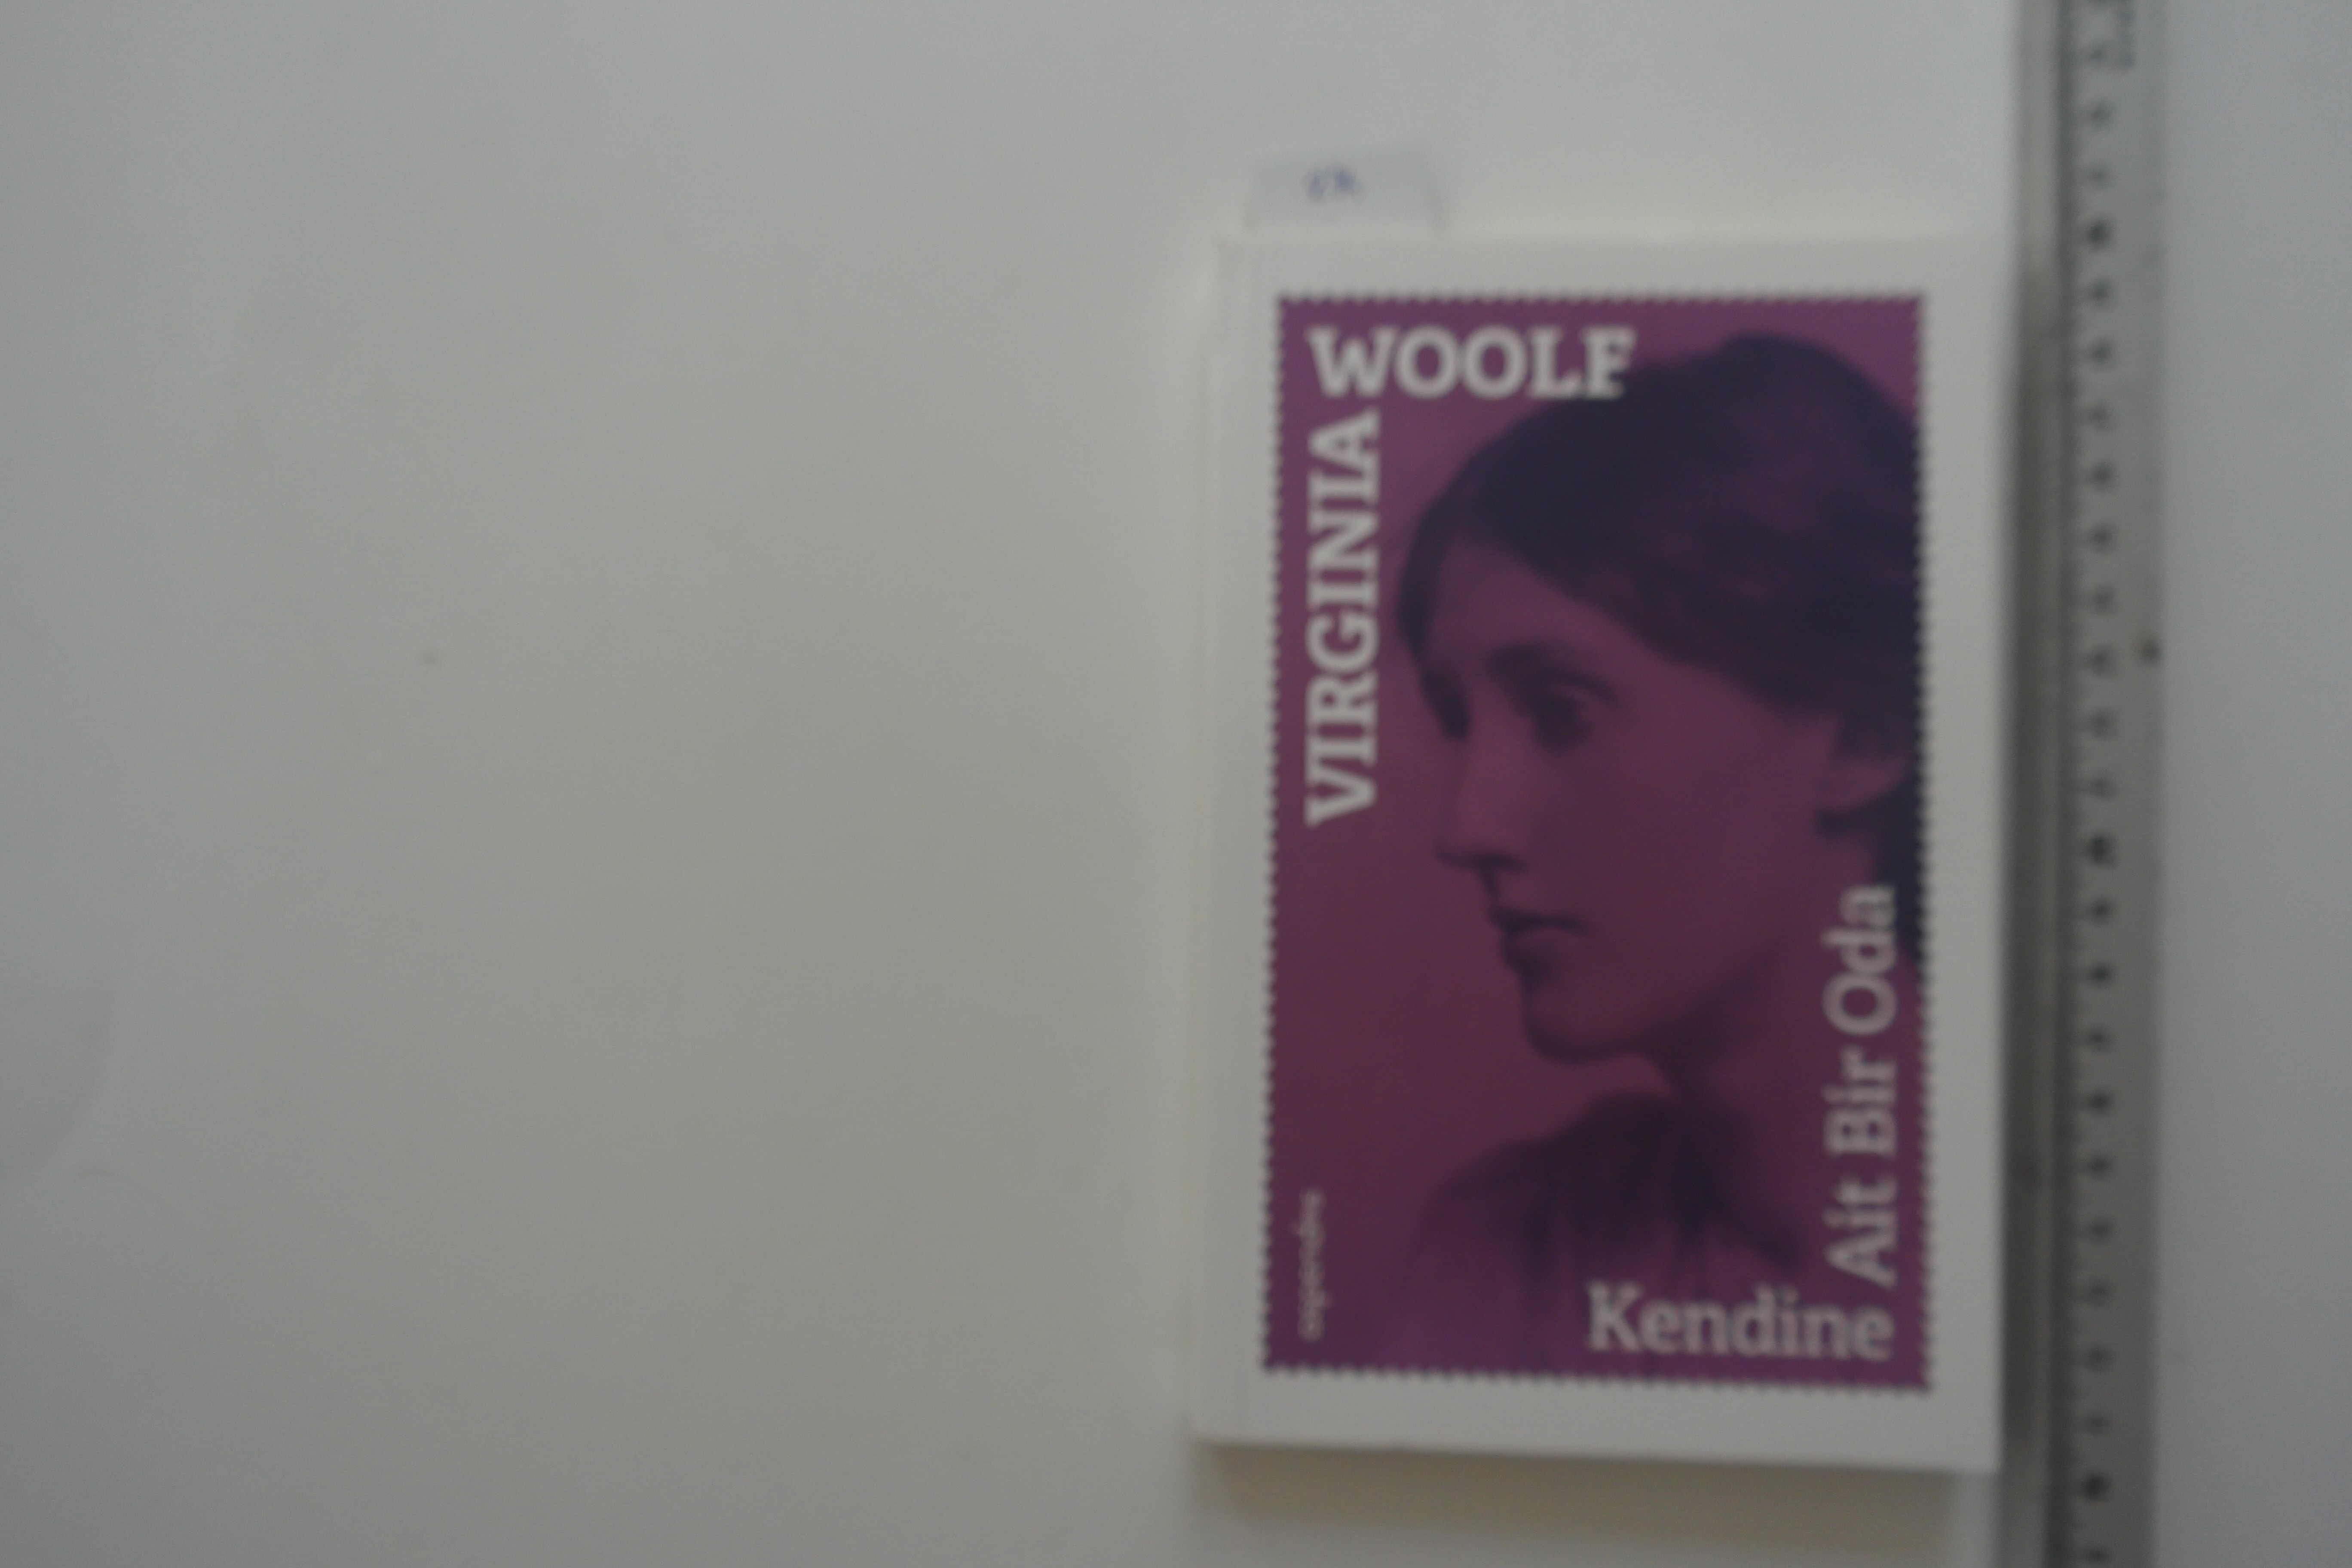 VIRGINIA
WOOLF
Kendine
Ait Bir Oda